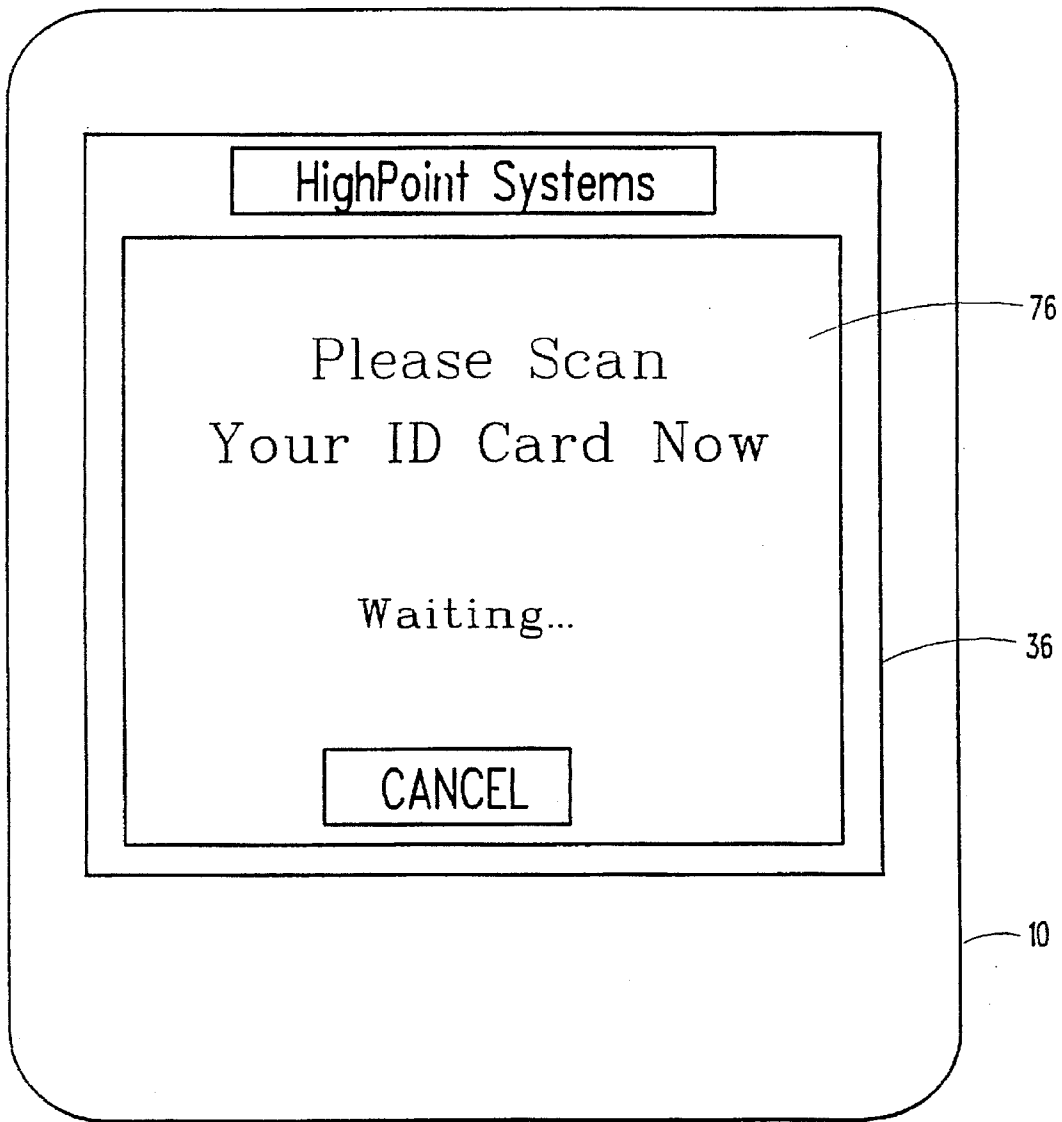 HighPoint Systems
Please Scan
Your ID Card Now
Waiting...
CANCEL
76
36
10